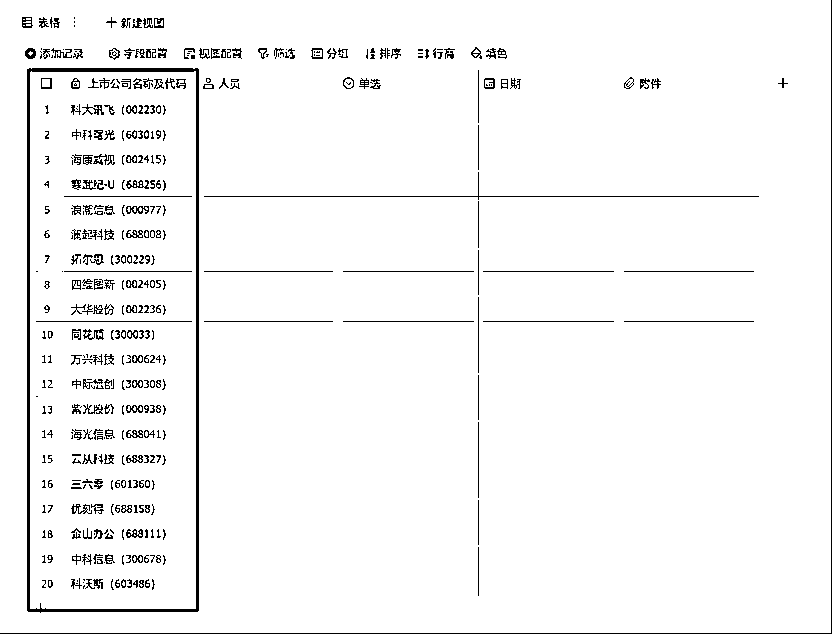 表格 ⋮ 十新建视图
添加记录 字段配置 视图配置 筛选 分组 排序 行高 填色
上市公司名称及代码 人员 单选 日期 附件 +
1 科大讯飞 (002230)
2 中科曙光 (603019)
3 海康威视 (002415)
4 寒武纪-U (688256)
5 浪潮信息 (000977)
6 澜起科技 (688008)
7 拓尔思 (300229)
8 四维图新 (002405)
9 大华股份 (002236)
10 同花顺 (300033)
11 万兴科技 (300624)
12 中际旭创 (300308)
13 紫光股份 (000938)
14 海光信息 (688041)
15 云从科技 (688327)
16 三六零 (601360)
17 优刻得 (688158)
18 金山办公 (688111)
19 中科信息 (300678)
20 科沃斯 (603486)
+